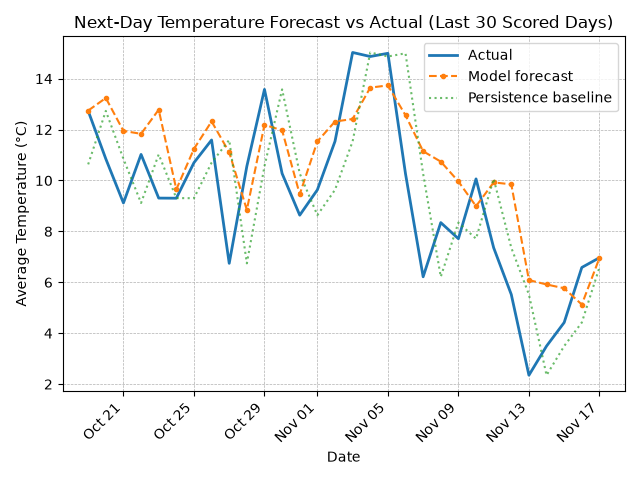 Next-Day Temperature Forecast vs Actual (Last 30 Scored Days)
Actual
Model forecast
Persistence baseline
Average Temperature (°C)
14
12
10
8
6
4
2
Oct 21
Oct 25
Oct 29
Nov 01
Nov 05
Nov 09
Nov 13
Nov 17
Date